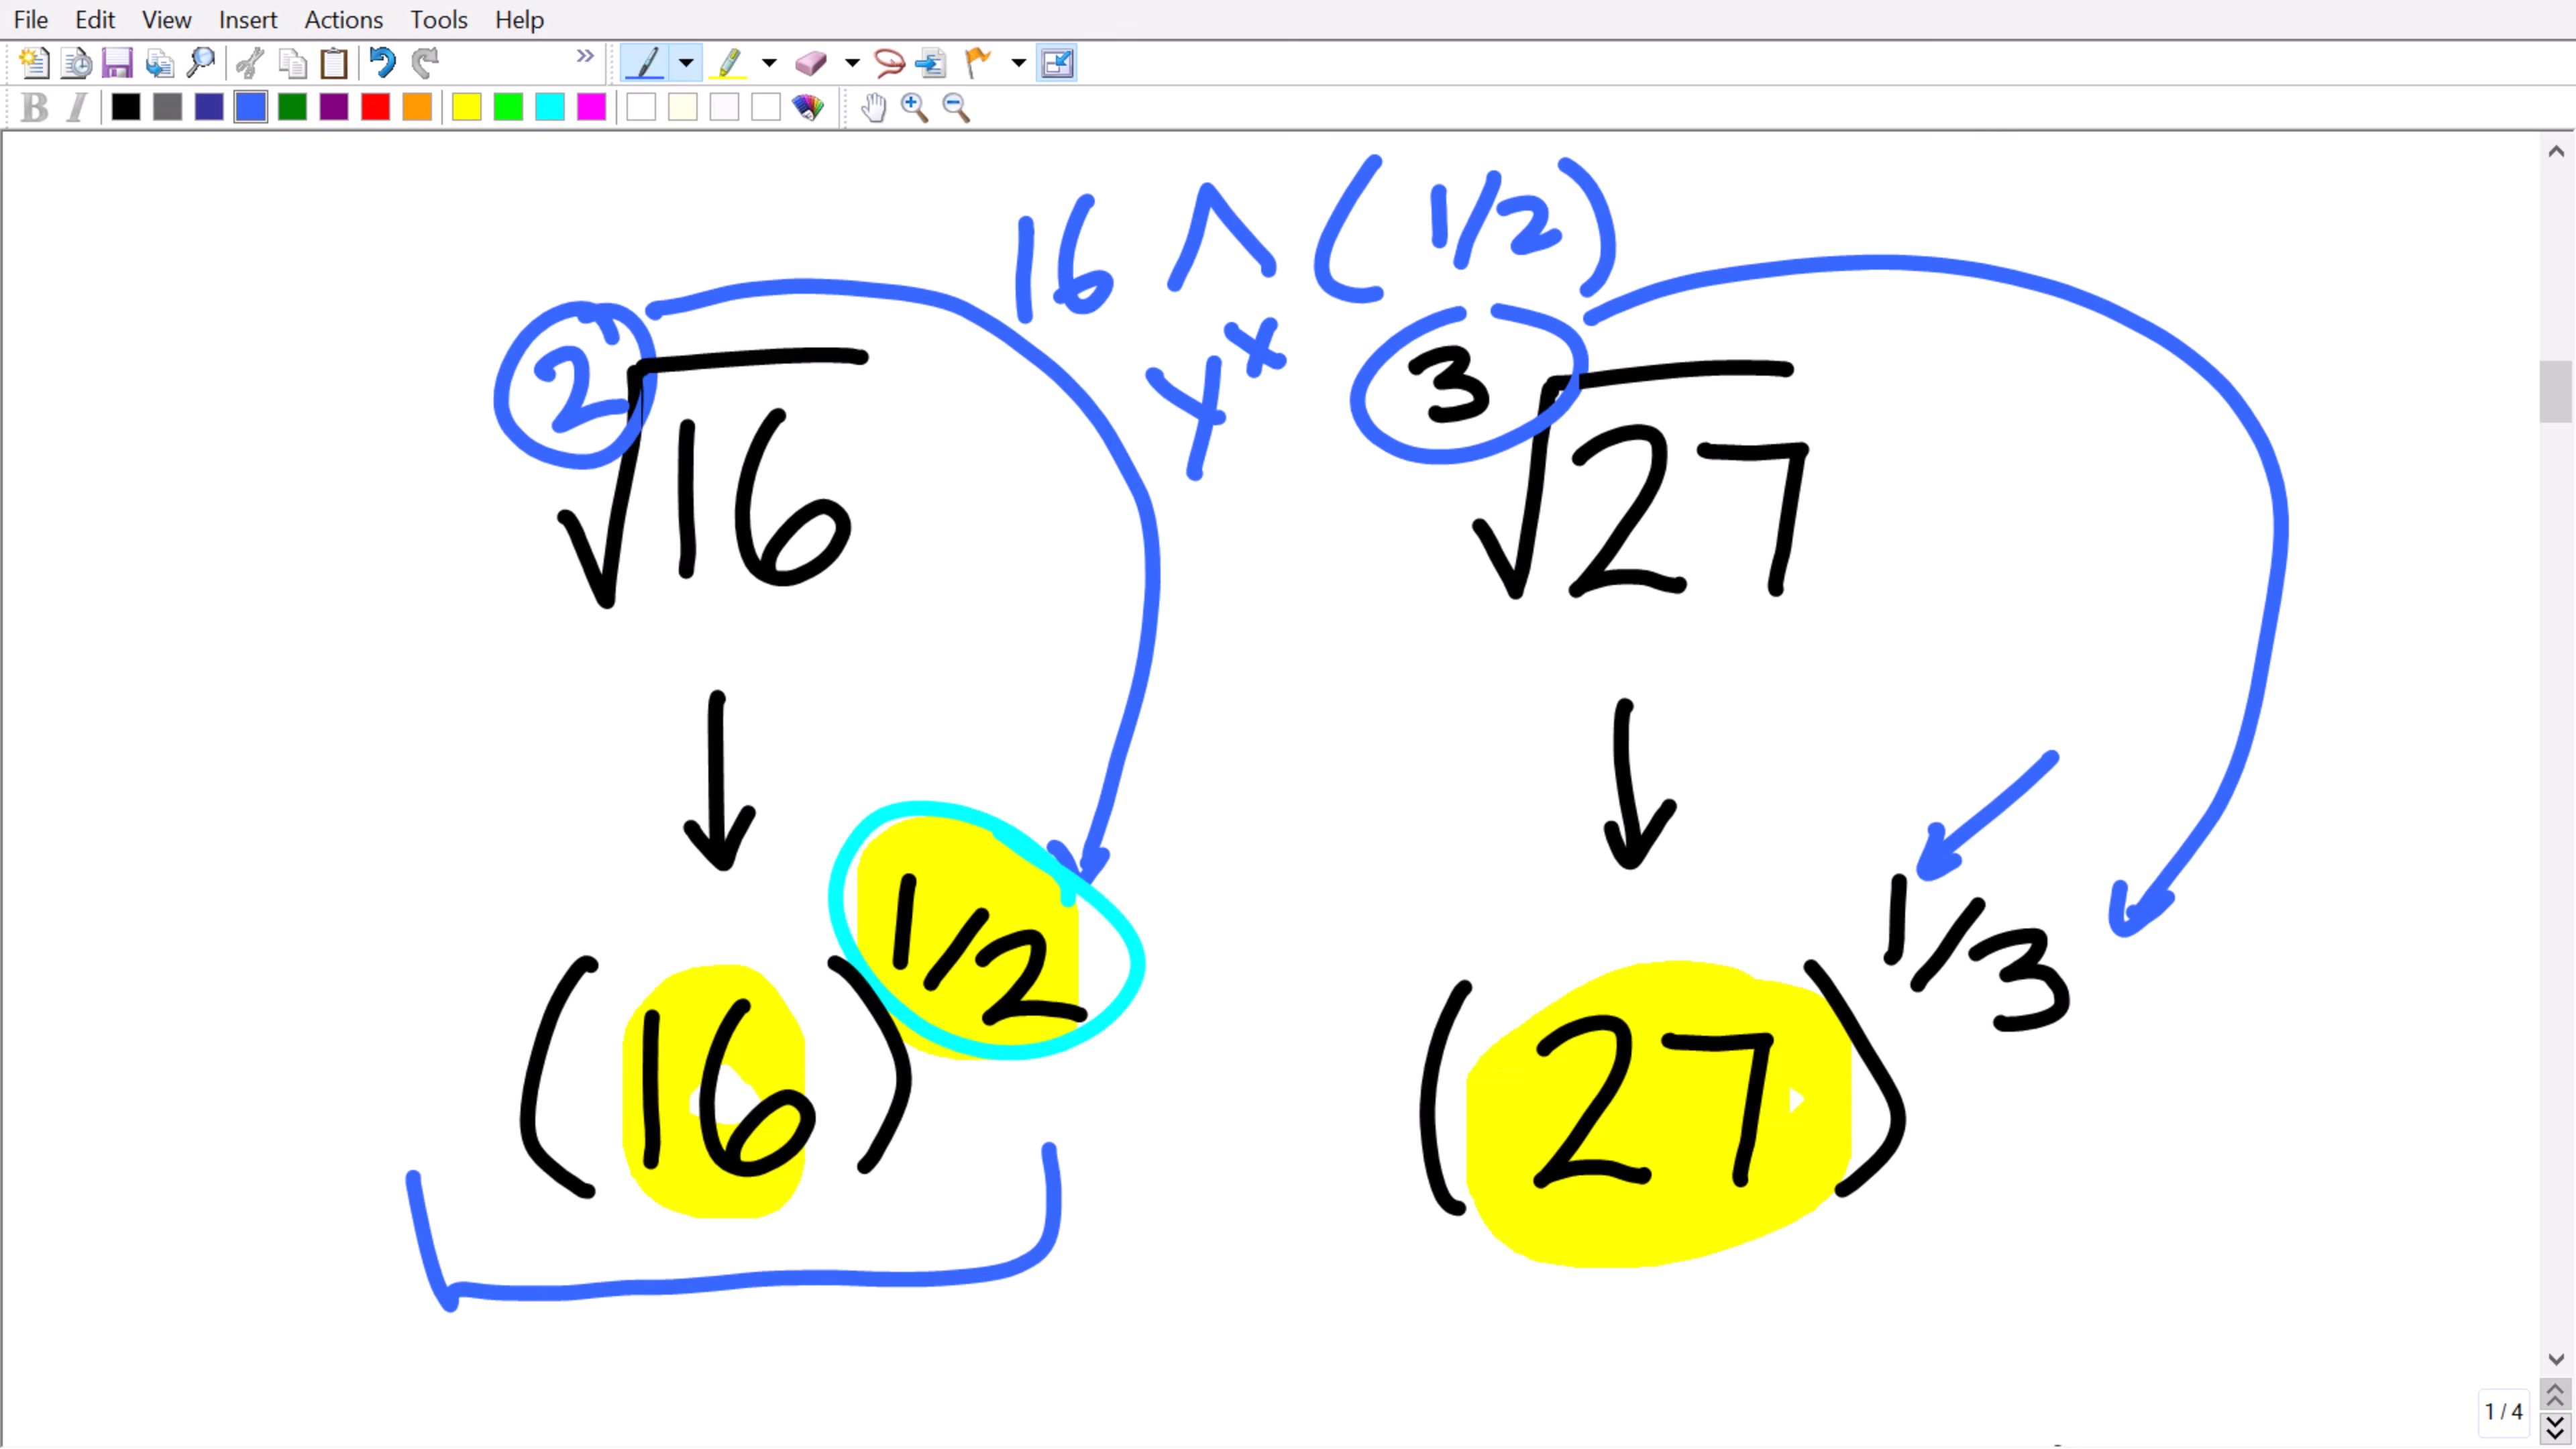 File Edit View Insert Actions Tools Help
B I
16 ^ (1/2)
y^x
2√16
3√27
(16)^1/2
(27)^1/3
1 / 4